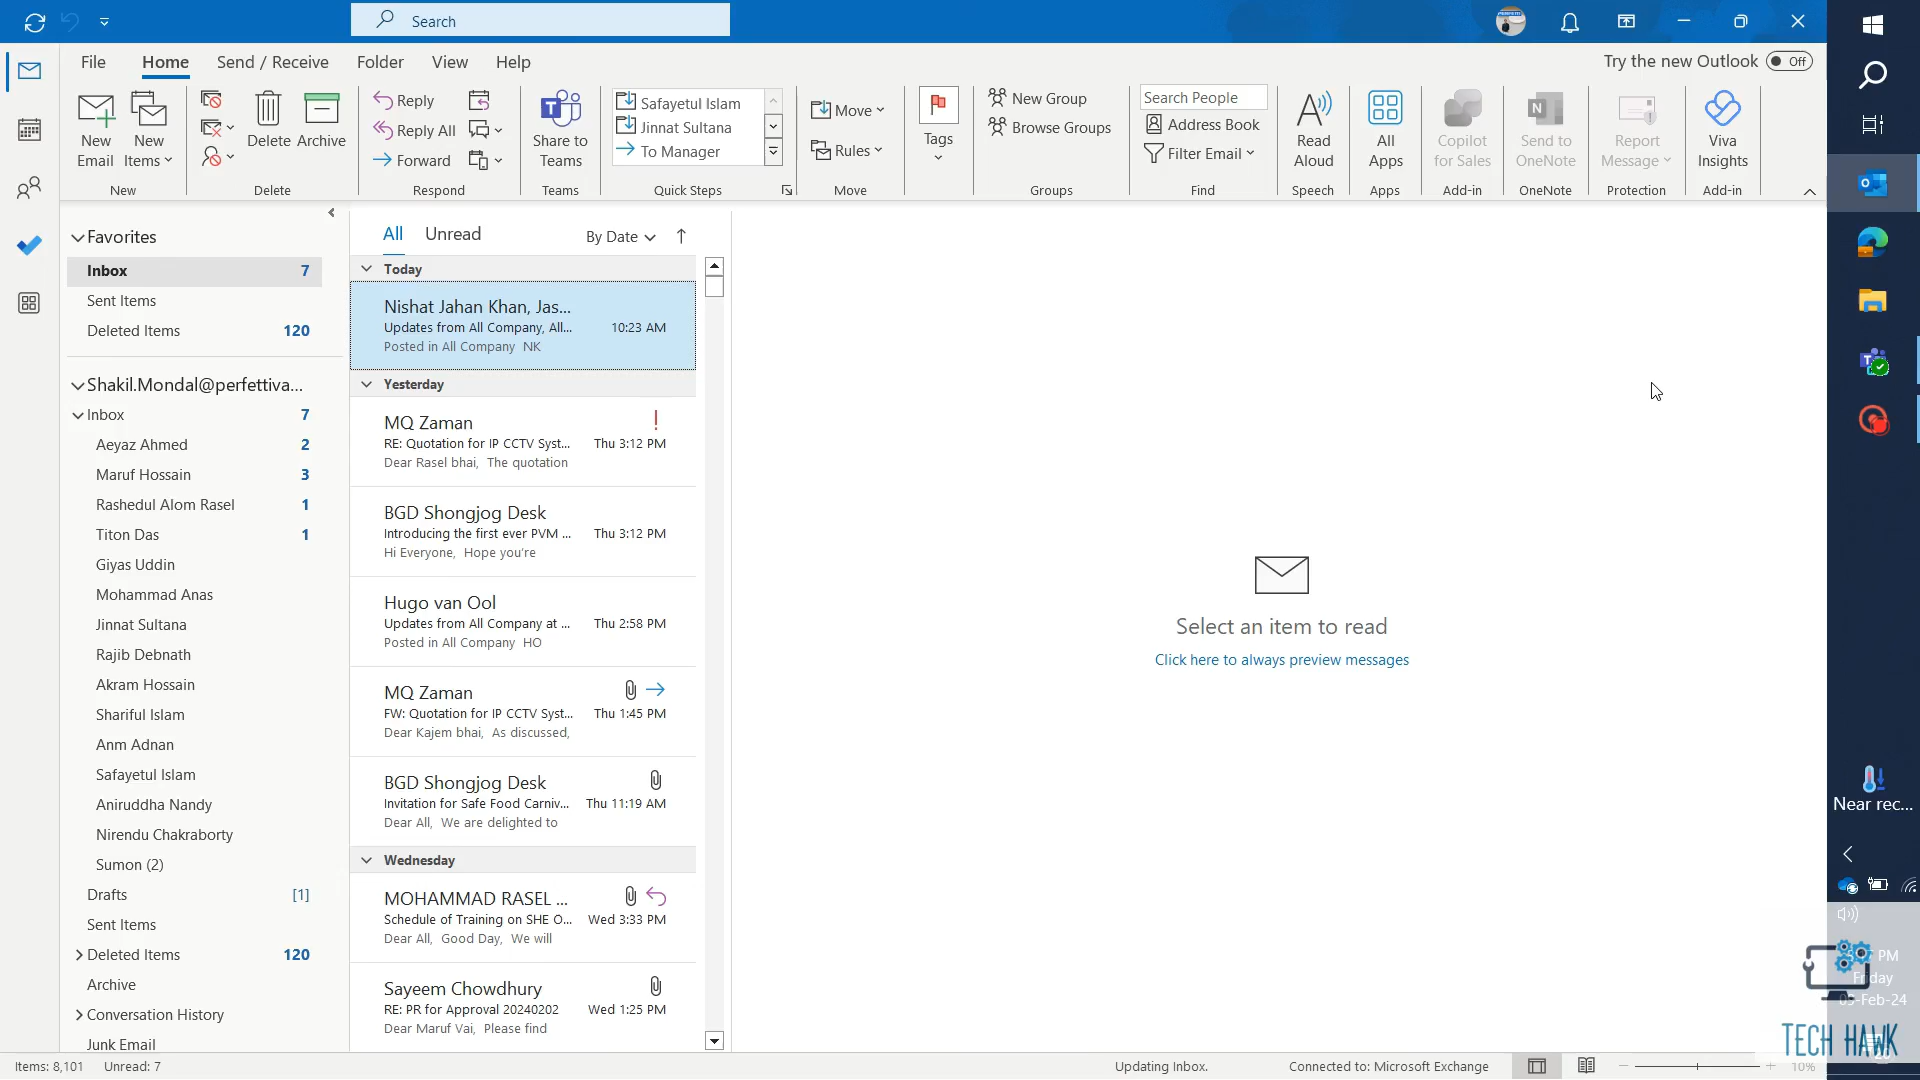 Search
File Home Send / Receive Folder View Help
Try the new Outlook Off
New Email
New Items
New
Delete
Archive
Delete
Reply
Reply All
Forward
Respond
Share to Teams
Teams
Safayetul Islam
Jinnat Sultana
To Manager
Quick Steps
Move
Rules
Move
Tags
New Group
Browse Groups
Groups
Search People
Address Book
Filter Email
Find
Read Aloud
Speech
All Apps
Apps
Copilot for Sales
Add-in
Send to OneNote
OneNote
Report Message
Protection
Viva Insights
Add-in
Favorites
Inbox 7
Sent Items
Deleted Items 120
Shakil.Mondal@perfettiva...
Inbox 7
Aeyaz Ahmed 2
Maruf Hossain 3
Rashedul Alom Rasel 1
Titon Das 1
Giyas Uddin
Mohammad Anas
Jinnat Sultana
Rajib Debnath
Akram Hossain
Shariful Islam
Anm Adnan
Safayetul Islam
Aniruddha Nandy
Nirendu Chakraborty
Sumon (2)
Drafts [1]
Sent Items
Deleted Items 120
Archive
Conversation History
Junk Email
All Unread By Date
Today
Nishat Jahan Khan, Jas...
Updates from All Company, All... 10:23 AM
Posted in All Company NK
Yesterday
MQ Zaman
RE: Quotation for IP CCTV Syst... Thu 3:12 PM
Dear Rasel bhai, The quotation
BGD Shongjog Desk
Introducing the first ever PVM ... Thu 3:12 PM
Hi Everyone, Hope you're
Hugo van Ool
Updates from All Company at ... Thu 2:58 PM
Posted in All Company HO
MQ Zaman
FW: Quotation for IP CCTV Syst... Thu 1:45 PM
Dear Kajem bhai, As discussed,
BGD Shongjog Desk
Invitation for Safe Food Carniv... Thu 11:19 AM
Dear All, We are delighted to
Wednesday
MOHAMMAD RASEL ...
Schedule of Training on SHE O... Wed 3:33 PM
Dear All, Good Day, We will
Sayeem Chowdhury
RE: PR for Approval 20240202 Wed 1:25 PM
Dear Maruf Vai, Please find
Select an item to read
Click here to always preview messages
Near rec...
PM
Friday
-Feb-24
TECH HAWK
Items: 8,101 Unread: 7
Updating Inbox.
Connected to: Microsoft Exchange
10%